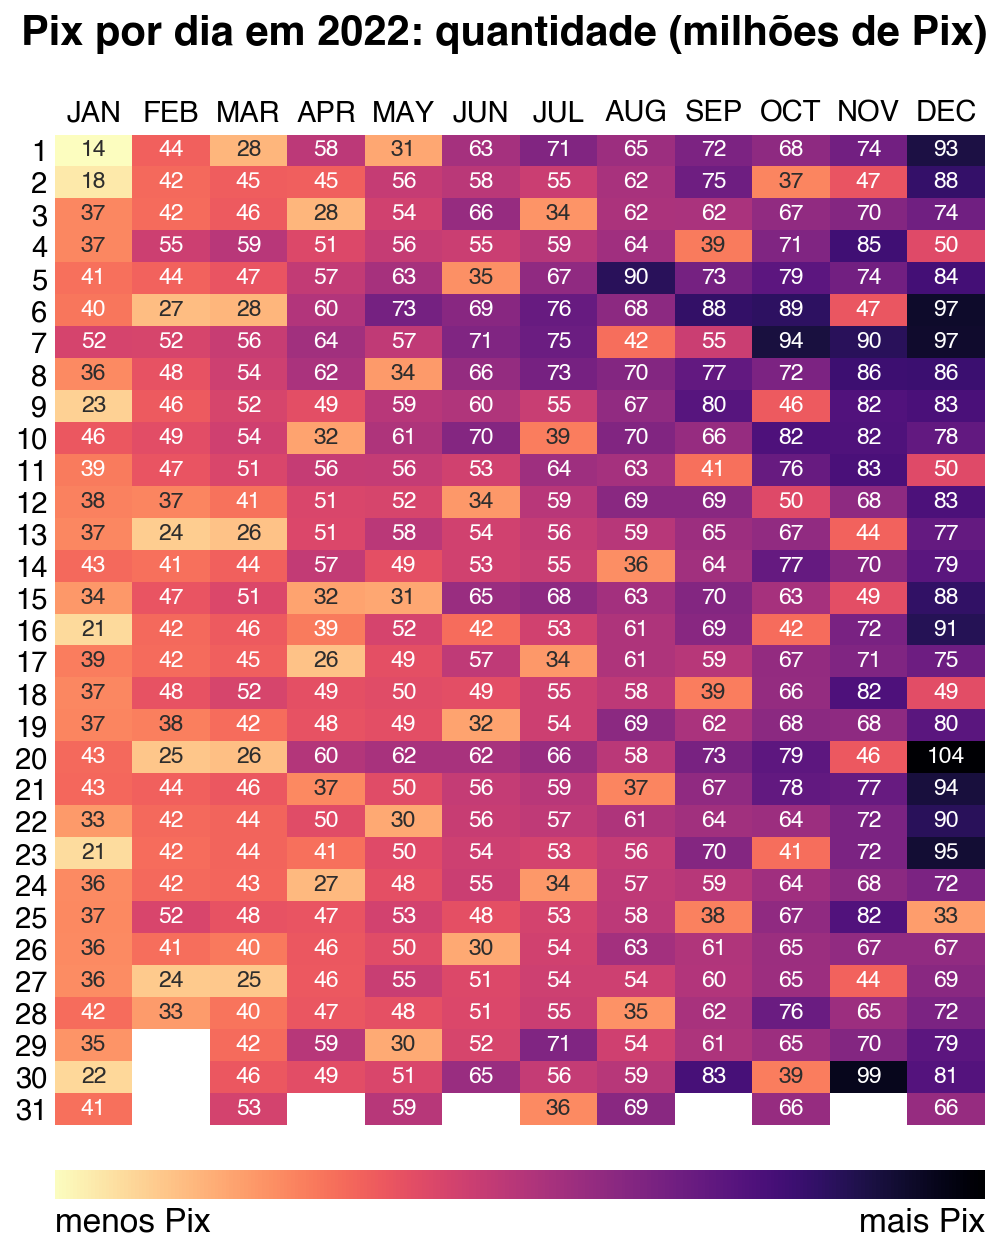 Pix por dia em 2022: quantidade (milhões de Pix)
JAN FEB MAR APR MAY JUN JUL AUG SEP OCT NOV DEC
1 14 44 28 58 31 63 71 65 72 68 74 93
2 18 42 45 45 56 58 55 62 75 37 47 88
3 37 42 46 28 54 66 34 62 62 67 70 74
4 37 55 59 51 56 55 59 64 39 71 85 50
5 41 44 47 57 63 35 67 90 73 79 74 84
6 40 27 28 60 73 69 76 68 88 89 47 97
7 52 52 56 64 57 71 75 42 55 94 90 97
8 36 48 54 62 34 66 73 70 77 72 86 86
9 23 46 52 49 59 60 55 67 80 46 82 83
10 46 49 54 32 61 70 39 70 66 82 82 78
11 39 47 51 56 56 53 64 63 41 76 83 50
12 38 37 41 51 52 34 59 69 69 50 68 83
13 37 24 26 51 58 54 56 59 65 67 44 77
14 43 41 44 57 49 53 55 36 64 77 70 79
15 34 47 51 32 31 65 68 63 70 63 49 88
16 21 42 46 39 52 42 53 61 69 42 72 91
17 39 42 45 26 49 57 34 61 59 67 71 75
18 37 48 52 49 50 49 55 58 39 66 82 49
19 37 38 42 48 49 32 54 69 62 68 68 80
20 43 25 26 60 62 62 66 58 73 79 46 104
21 43 44 46 37 50 56 59 37 67 78 77 94
22 33 42 44 50 30 56 57 61 64 64 72 90
23 21 42 44 41 50 54 53 56 70 41 72 95
24 36 42 43 27 48 55 34 57 59 64 68 72
25 37 52 48 47 53 48 53 58 38 67 82 33
26 36 41 40 46 50 30 54 63 61 65 67 67
27 36 24 25 46 55 51 54 54 60 65 44 69
28 42 33 40 47 48 51 55 35 62 76 65 72
29 35 42 59 30 52 71 54 61 65 70 79
30 22 46 49 51 65 56 59 83 39 99 81
31 41 53 59 36 69 66 66
menos Pix mais Pix